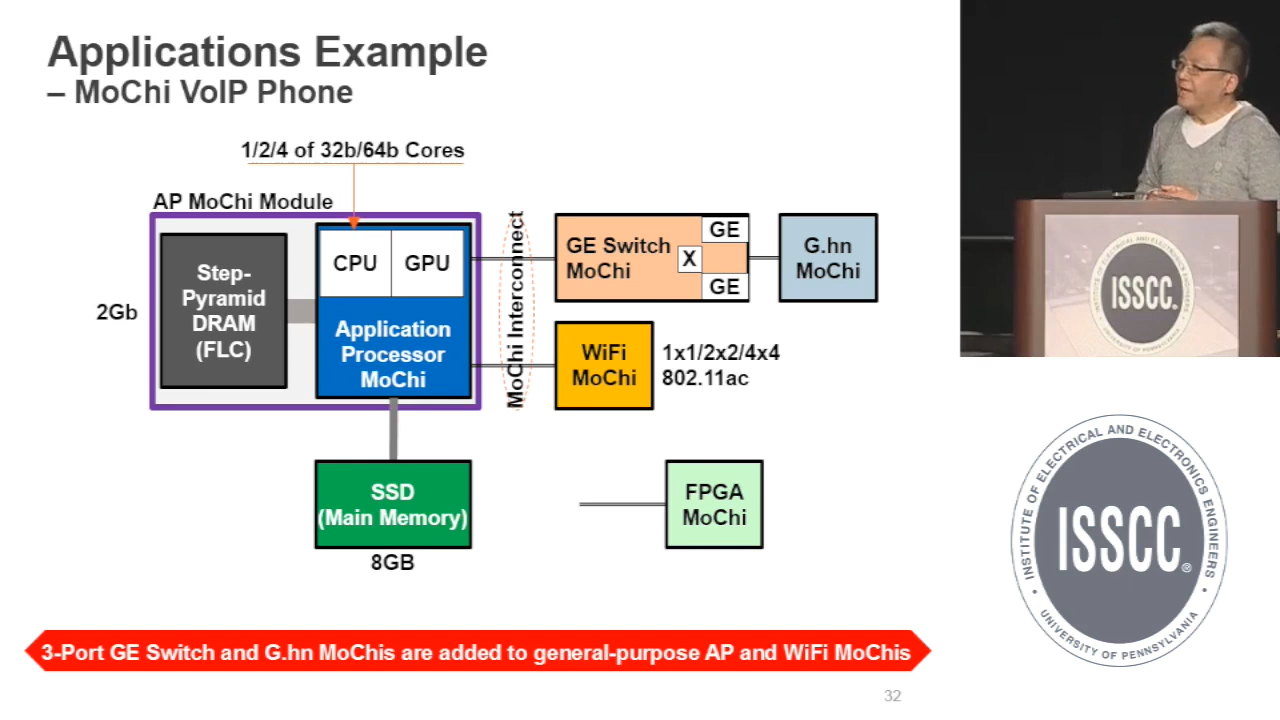 Applications Example
– MoChi VoIP Phone
1/2/4 of 32b/64b Cores
AP MoChi Module
2Gb
Step-
Pyramid
DRAM
(FLC)
CPU
GPU
Application
Processor
MoChi
MoChi Interconnect
GE Switch
MoChi
X
GE
GE
G.hn
MoChi
WiFi
MoChi
1x1/2x2/4x4
802.11ac
SSD
(Main Memory)
8GB
FPGA
MoChi
3-Port GE Switch and G.hn MoChis are added to general-purpose AP and WiFi MoChis
32
ISSCC®
UNIVERSITY OF PENNSYLVANIA
INSTITUTE OF ELECTRICAL AND ELECTRONICS ENGINEERS
ISSCC®
UNIVERSITY OF PENNSYLVANIA